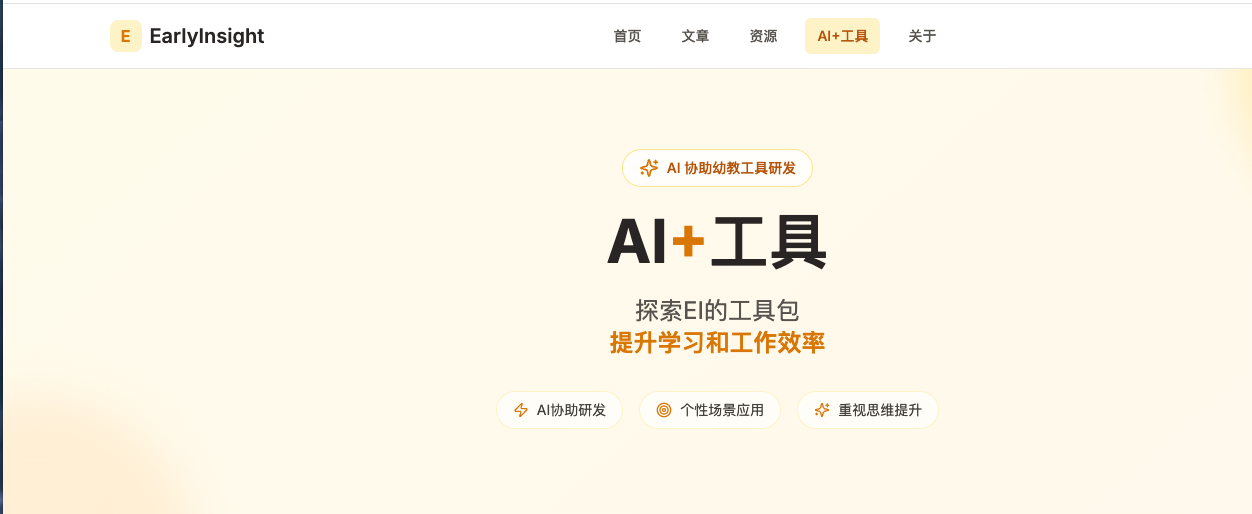 E EarlyInsight 首页 文章 资源 AI+工具 关于
AI 协助幼教工具研发
AI+工具
探索EI的工具包
提升学习和工作效率
AI协助研发 个性场景应用 重视思维提升